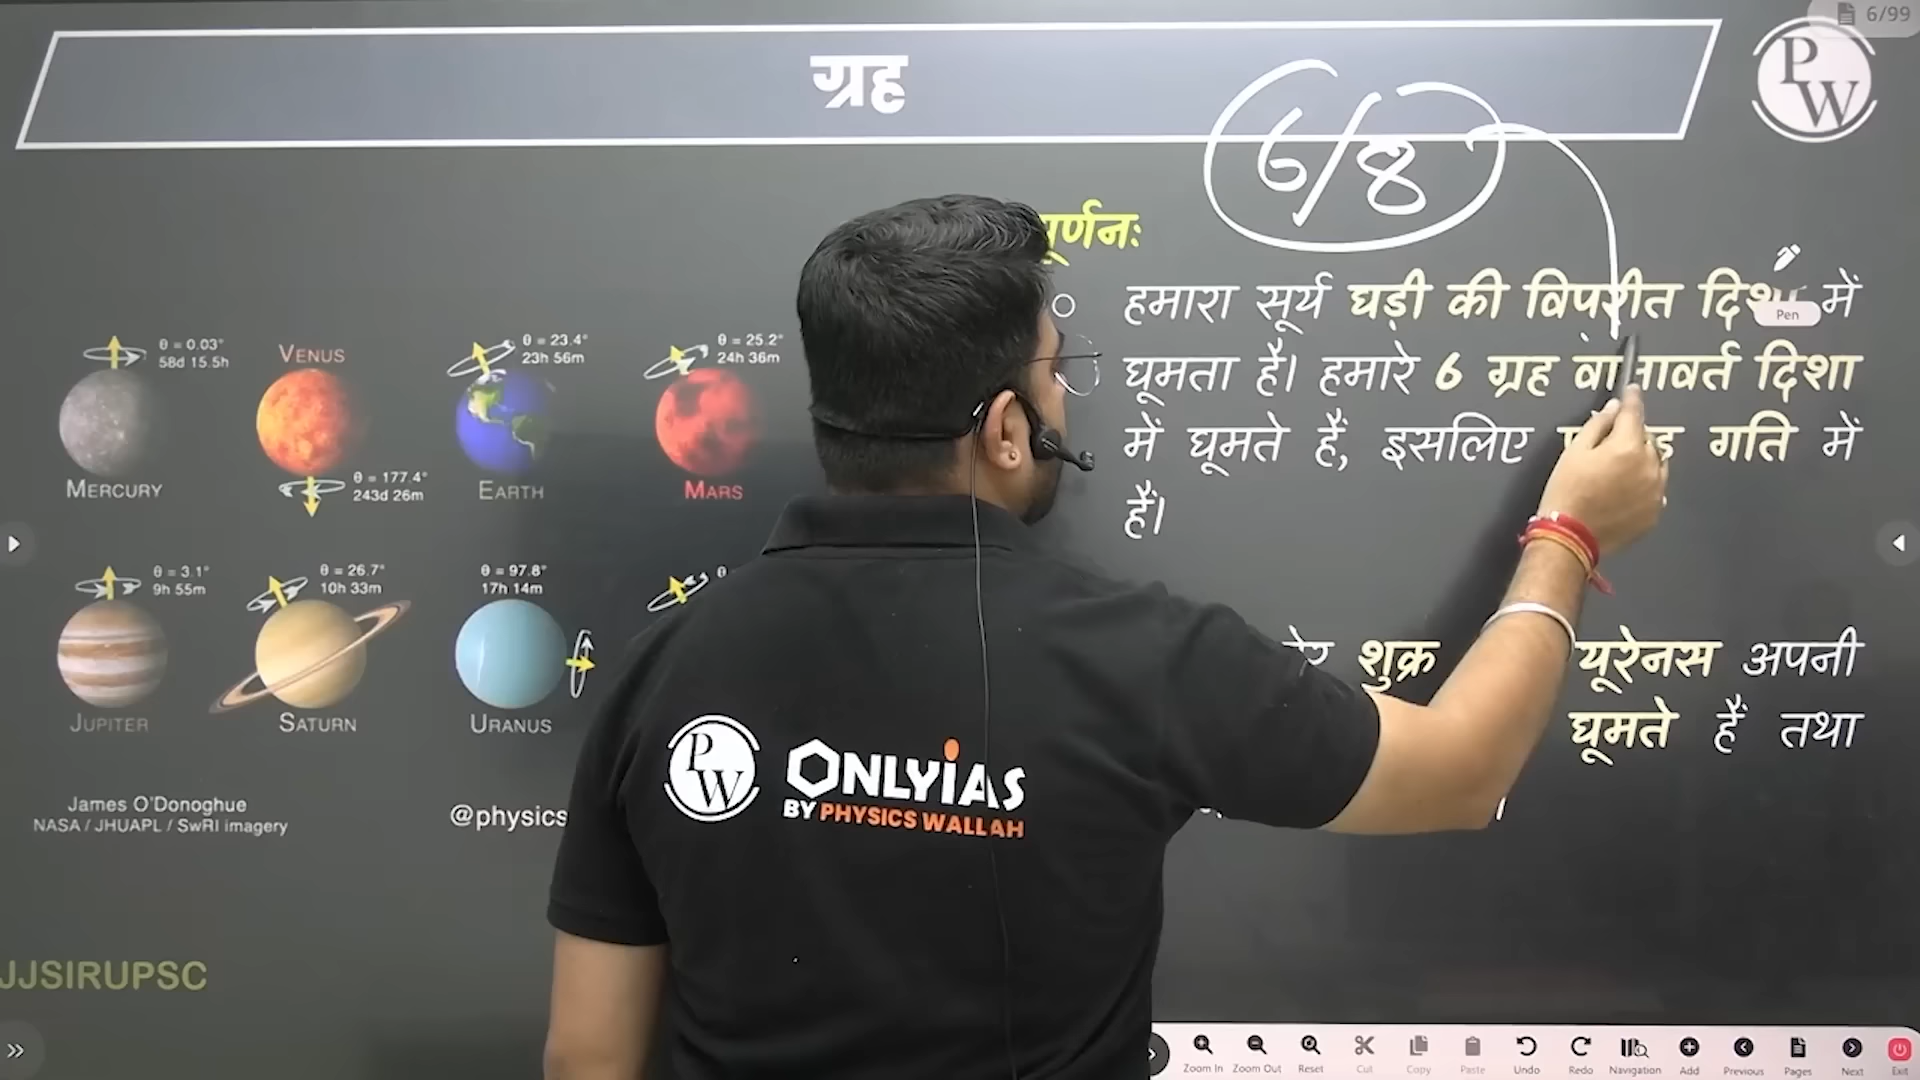 6/99
ग्रह
P
W
6/8
हमारा सूर्य घड़ी की विपरीत दिशा में
Pen
घूमता है। हमारे 6 ग्रह वामावर्त दिशा
में घूमते हैं, इसलिए गति में
हैं।
शुक्र यूरेनस अपनी
घूमते हैं तथा
θ = 0.03°
58d 15.5h
MERCURY
VENUS
θ = 177.4°
243d 26m
θ = 23.4°
23h 56m
EARTH
θ = 25.2°
24h 36m
MARS
θ = 3.1°
9h 55m
JUPITER
θ = 26.7°
10h 33m
SATURN
θ = 97.8°
17h 14m
URANUS
θ
James O'Donoghue
NASA / JHUAPL / SwRI imagery
@physics
P
W
ONLYiAS
BY PHYSICS WALLAH
JJSIRUPSC
Zoom In Zoom Out Reset Cut Copy Paste Undo Redo Navigation Add Previous Pages Next Exit